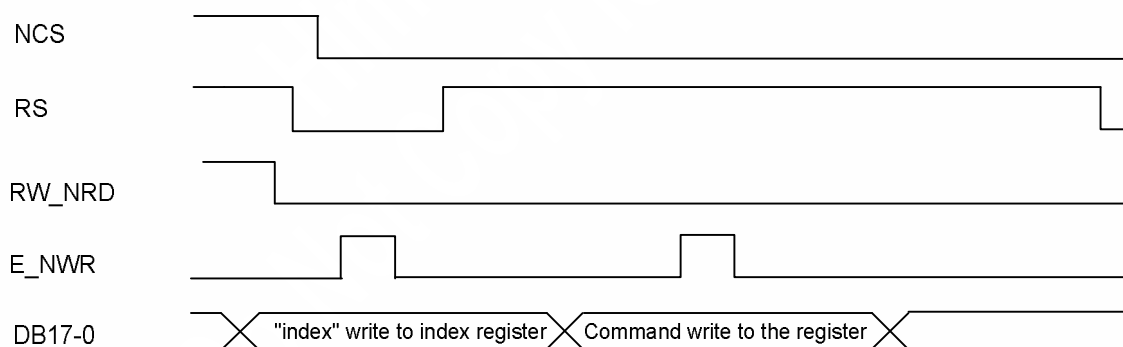 NCS
RS
RW_NRD
E_NWR
DB17-0 "index" write to index register Command write to the register